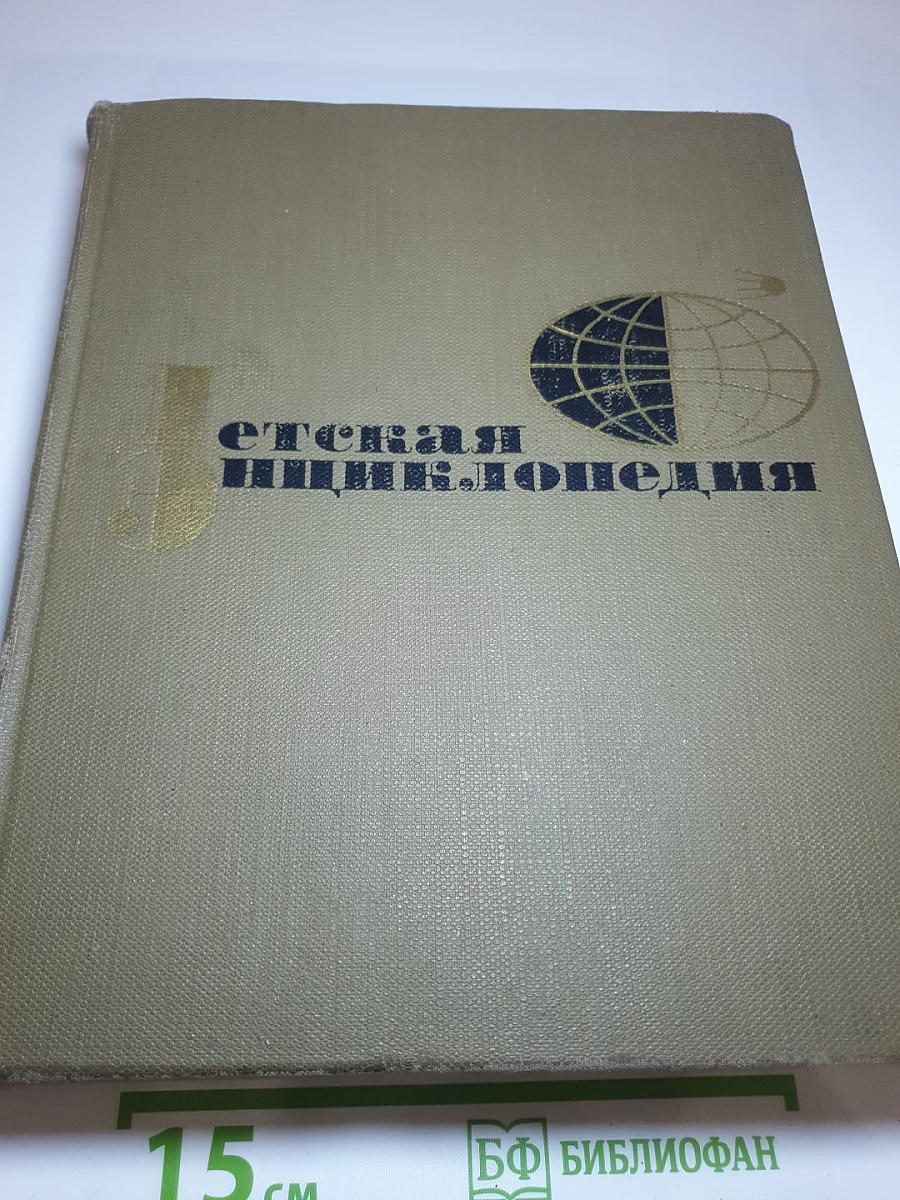 Детская
энциклопедия
15 см
БФ БИБЛИОФАН